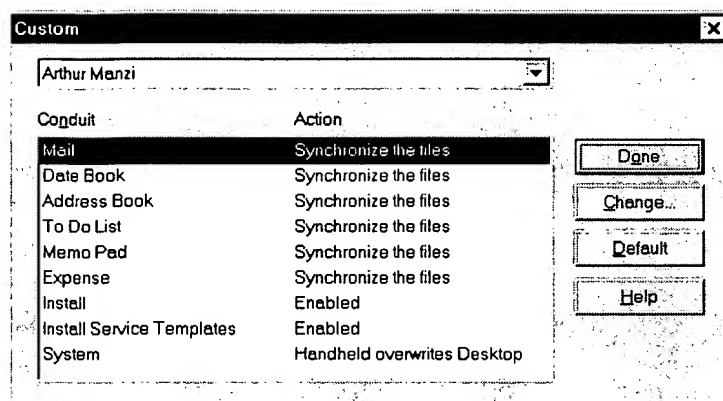 Custom
Arthur Manzi
Conduit Action
Mail Synchronize the files
Date Book Synchronize the files
Address Book Synchronize the files
To Do List Synchronize the files
Memo Pad Synchronize the files
Expense Synchronize the files
Install Enabled
Install Service Templates Enabled
System Handheld overwrites Desktop
Done
Change...
Default
Help